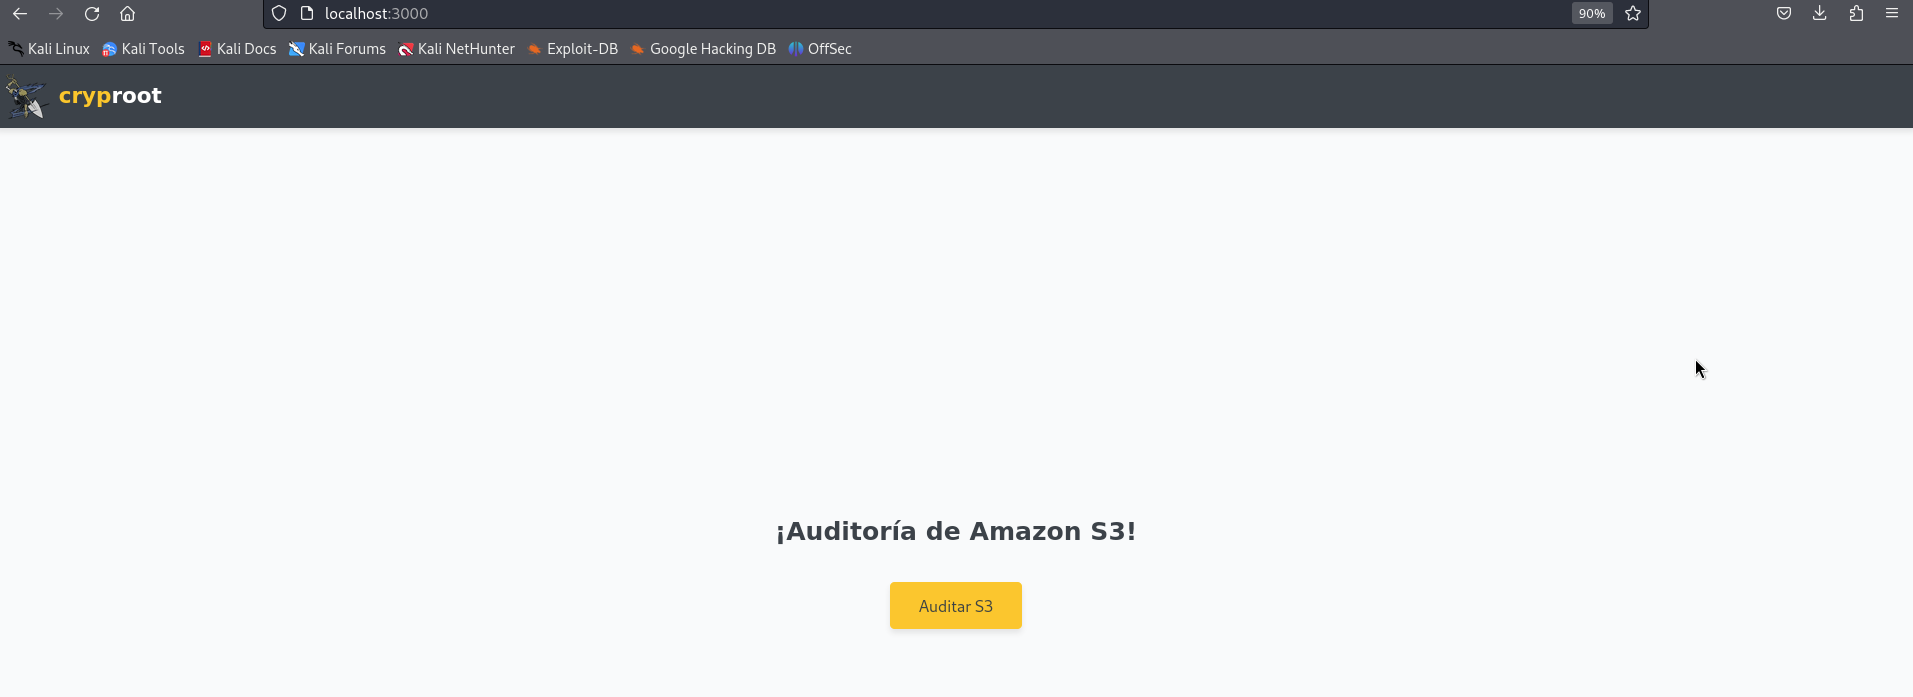 localhost:3000 90%
Kali Linux Kali Tools Kali Docs Kali Forums Kali NetHunter Exploit-DB Google Hacking DB OffSec
cryproot
¡Auditoría de Amazon S3!
Auditar S3